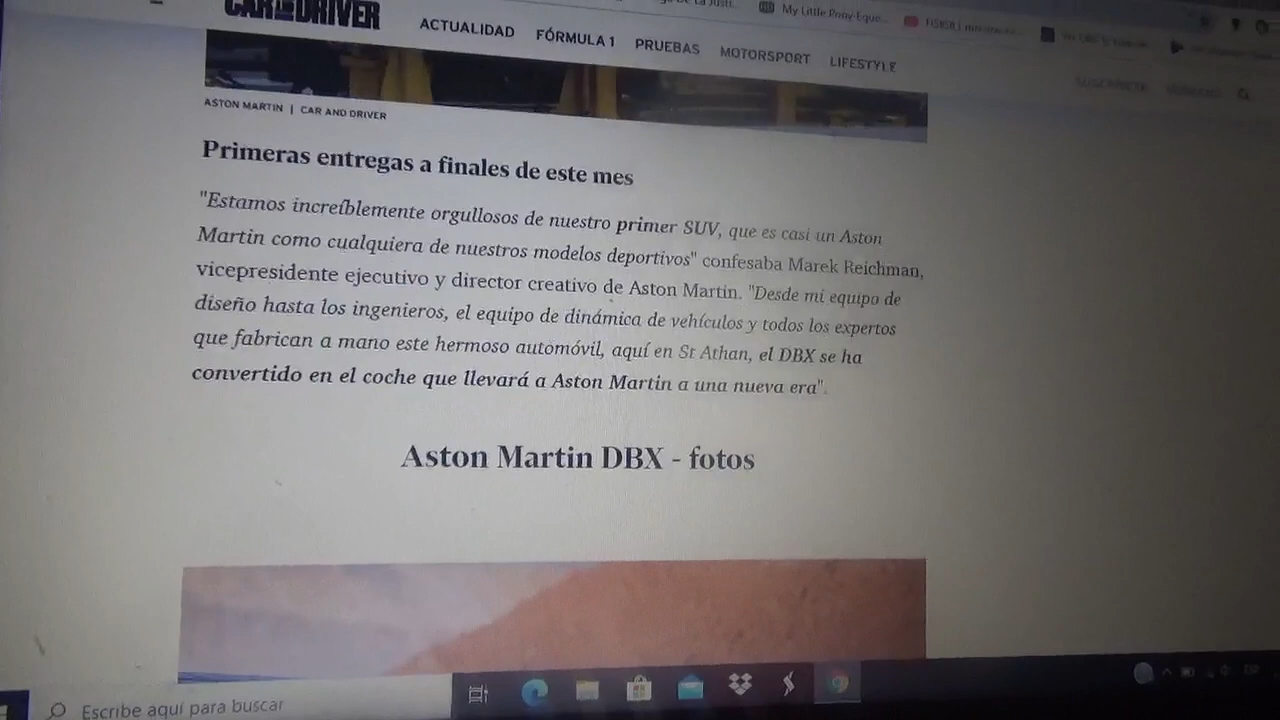 My Little Pony-Eque...
CAR AND DRIVER
ACTUALIDAD FÓRMULA 1 PRUEBAS MOTORSPORT LIFESTYLE
ASTON MARTIN | CAR AND DRIVER
Primeras entregas a finales de este mes
"Estamos increíblemente orgullosos de nuestro primer SUV, que es casi un Aston
Martin como cualquiera de nuestros modelos deportivos" confesaba Marek Reichman,
vicepresidente ejecutivo y director creativo de Aston Martin. "Desde mi equipo de
diseño hasta los ingenieros, el equipo de dinámica de vehículos y todos los expertos
que fabrican a mano este hermoso automóvil, aquí en St Athan, el DBX se ha
convertido en el coche que llevará a Aston Martin a una nueva era".
Aston Martin DBX - fotos
Escribe aquí para buscar